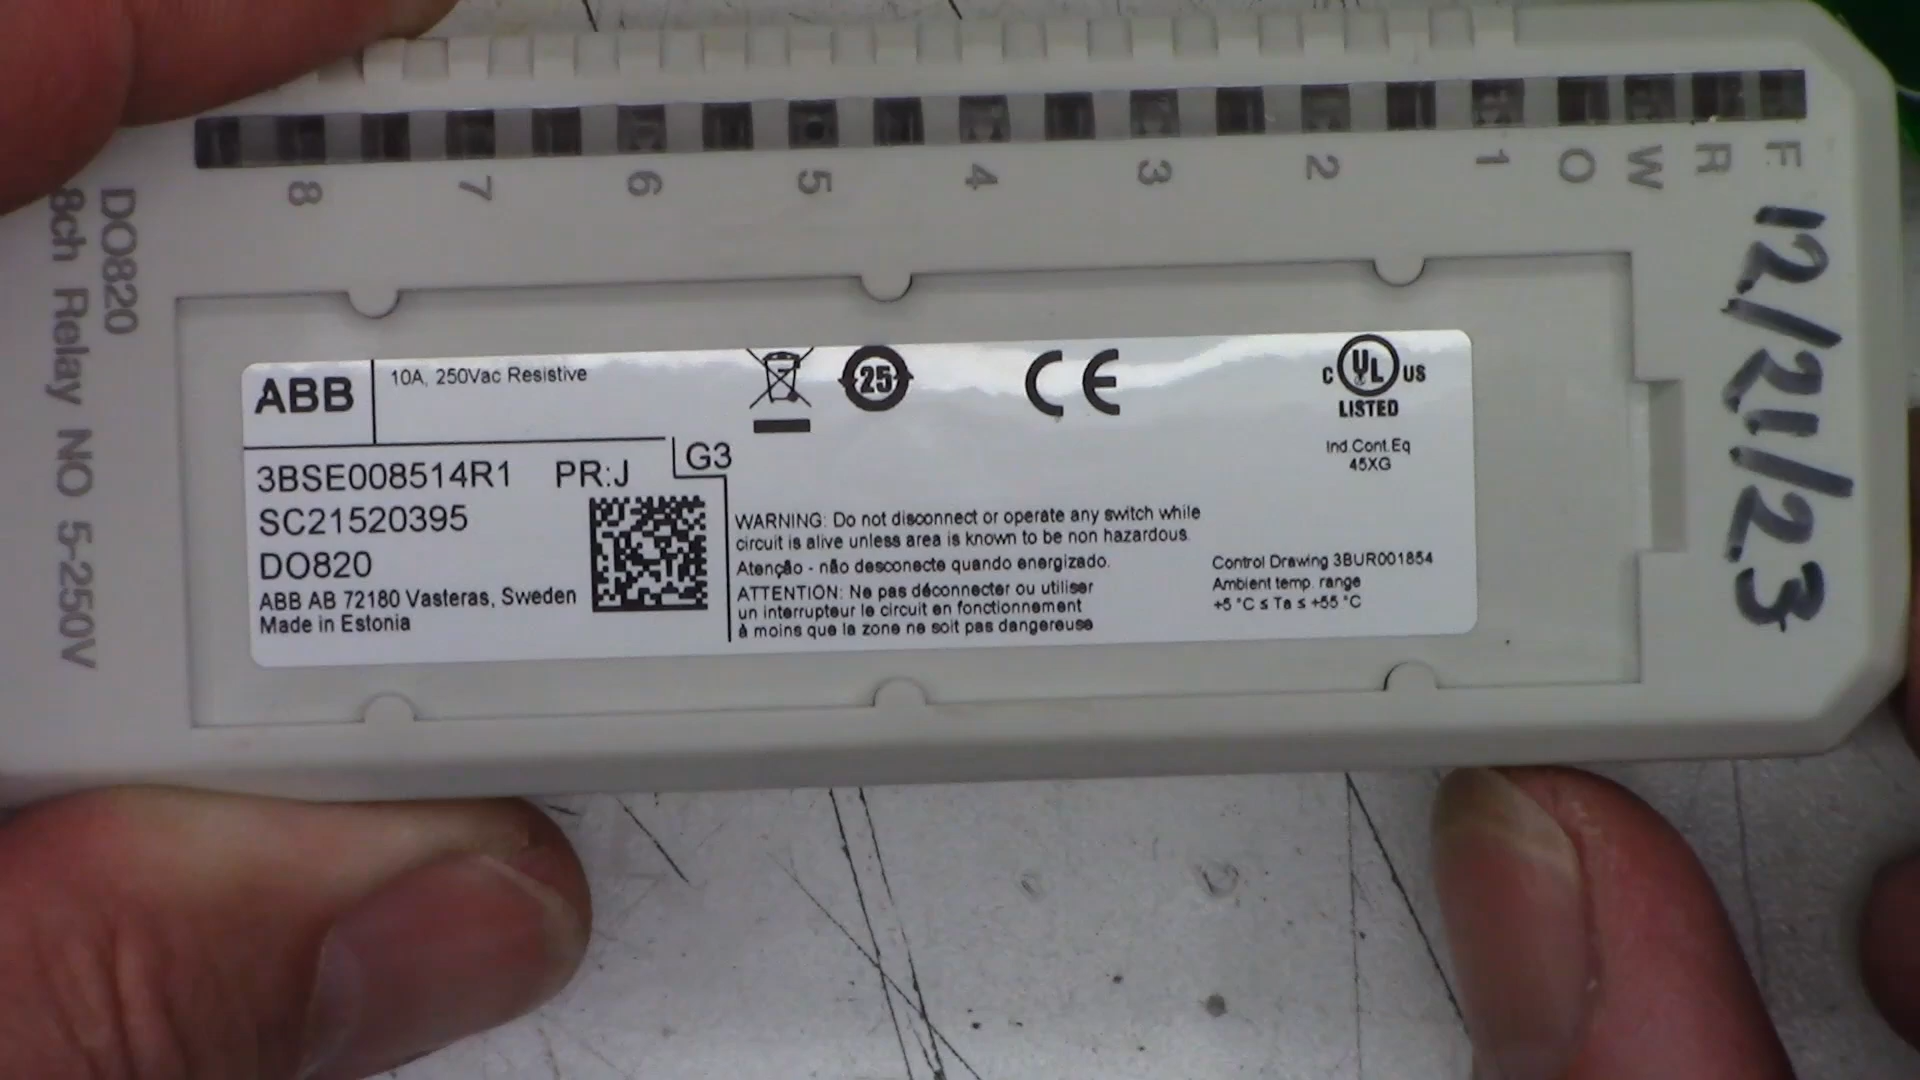 8 7 6 5 4 3 2 1 O W R F
DO820
8ch Relay NO 5-250V
12/21/23
ABB
10A, 250Vac Resistive
25
CE
C UL US
LISTED
Ind.Cont.Eq
45XG
3BSE008514R1 PR:J
G3
SC21520395
DO820
ABB AB 72180 Vasteras, Sweden
Made in Estonia
WARNING: Do not disconnect or operate any switch while
circuit is alive unless area is known to be non hazardous.
Atenção - não desconecte quando energizado.
ATTENTION: Ne pas déconnecter ou utiliser
un interrupteur le circuit en fonctionnement
à moins que la zone ne soit pas dangereuse
Control Drawing 3BUR001854
Ambient temp. range
+5 °C ≤ Ta ≤ +55 °C